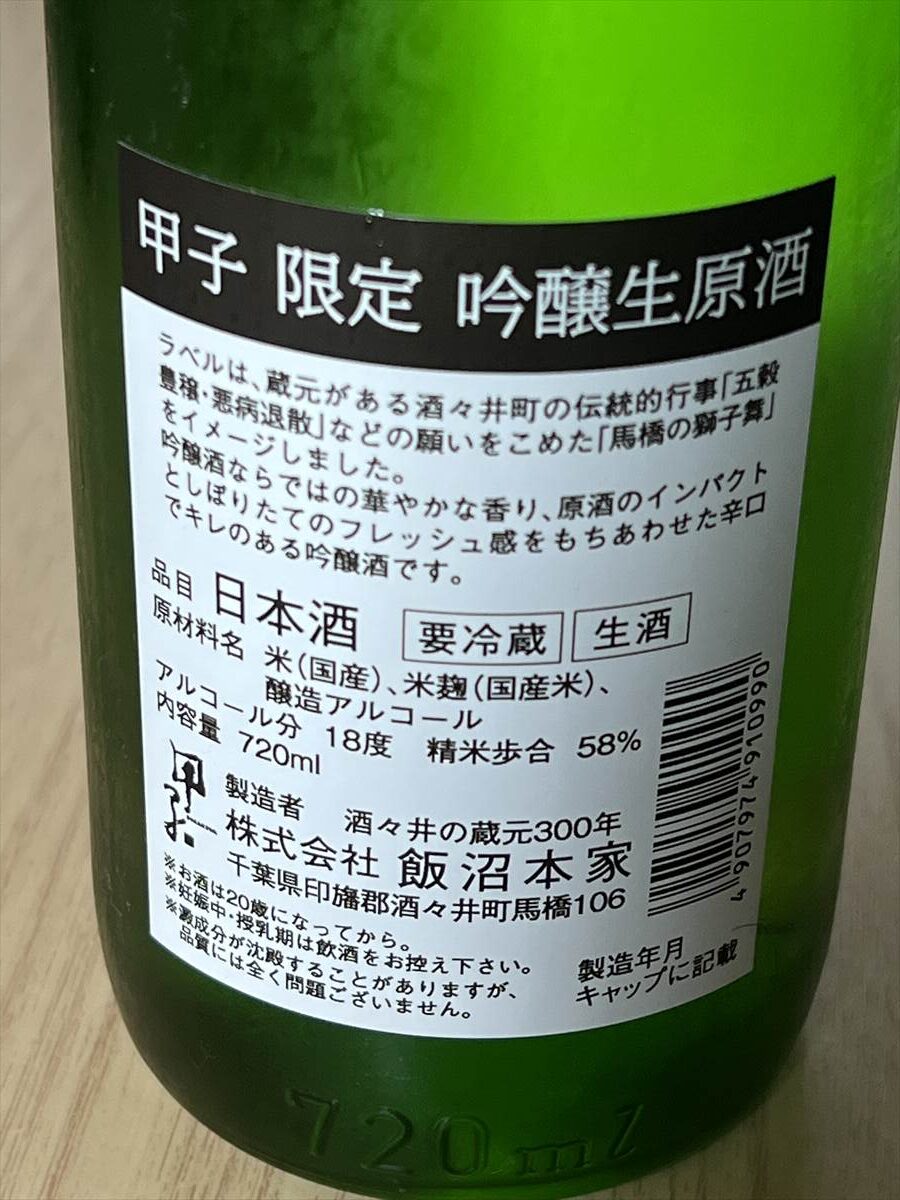 甲子 限定 吟醸生原酒
ラベルは、蔵元がある酒々井町の伝統的行事「五穀
豊穣・悪病退散」などの願いをこめた「馬橋の獅子舞」
をイメージしました。
吟醸酒ならではの華やかな香り、原酒のインパクト
としぼりたてのフレッシュ感をもちあわせた辛口
でキレのある吟醸酒です。
品目 日本酒 要冷蔵 生酒
原材料名 米(国産)、米麹(国産米)、
醸造アルコール
アルコール分 18度 精米歩合 58%
内容量 720ml
甲子
製造者 酒々井の蔵元300年
株式会社 飯沼本家
千葉県印旛郡酒々井町馬橋106
4 907974 910990
※お酒は20歳になってから。
※妊娠中・授乳期は飲酒をお控え下さい。
※澱成分が沈殿することがありますが、
品質には全く問題ございません。
製造年月
キャップに記載
720ml